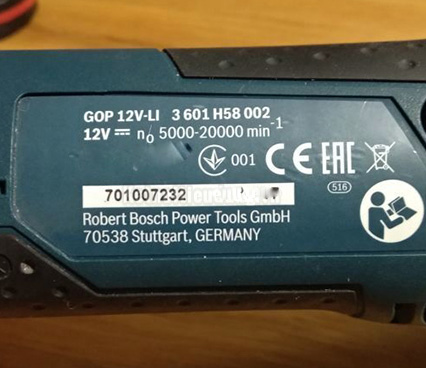 GOP 12V-LI 3 601 H58 002
12V ⎓ n₀ 5000-20000 min⁻¹
001 CE EAC
516
701007232
Robert Bosch Power Tools GmbH
70538 Stuttgart, GERMANY